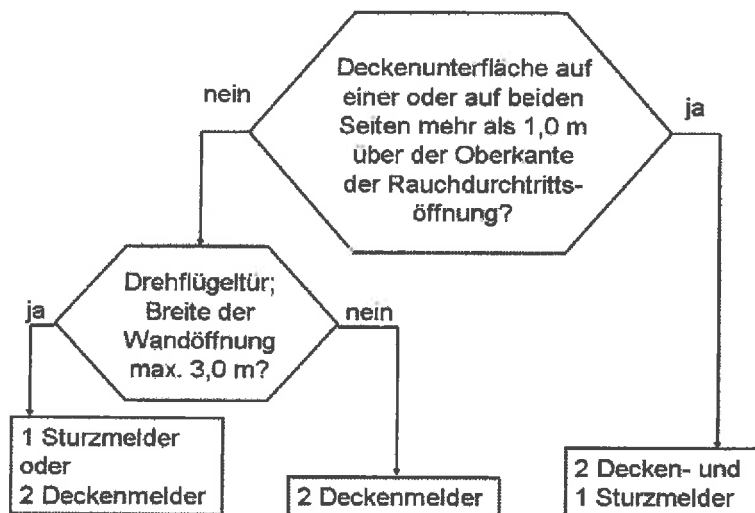 Deckenunterfläche auf
einer oder auf beiden
Seiten mehr als 1,0 m
über der Oberkante
der Rauchdurchtritts-
öffnung?
nein
ja
Drehflügeltür;
Breite der
Wandöffnung
max. 3,0 m?
ja
nein
1 Sturzmelder
oder
2 Deckenmelder
2 Deckenmelder
2 Decken- und
1 Sturzmelder